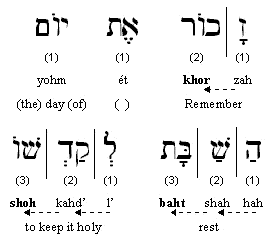 זָ כוֹר אֶת יוֹם
(1) (1) (2) (1)
yohm ét khor zah
(the) day (of) ( ) Remember
הַ שַּׁ בָּת לְ קַדְ שׁוֹ
(3) (2) (1) (3) (2) (1)
shoh kahd' l' baht shah hah
to keep it holy rest